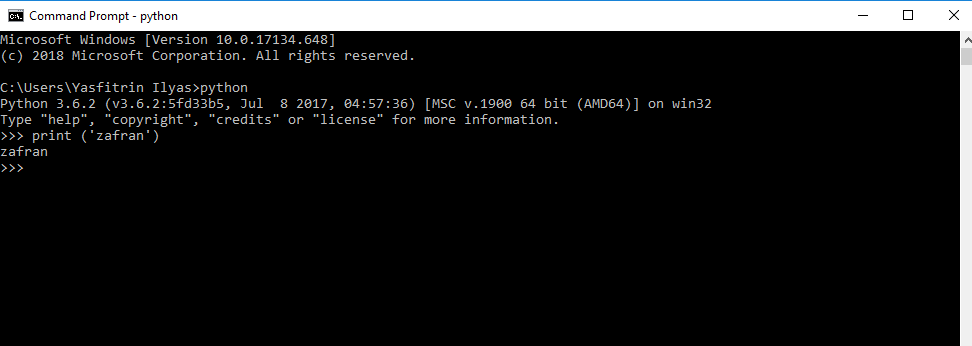 Command Prompt - python
Microsoft Windows [Version 10.0.17134.648]
(c) 2018 Microsoft Corporation. All rights reserved.
C:\Users\Yasfitrin Ilyas>python
Python 3.6.2 (v3.6.2:5fd33b5, Jul  8 2017, 04:57:36) [MSC v.1900 64 bit (AMD64)] on win32
Type "help", "copyright", "credits" or "license" for more information.
>>> print ('zafran')
zafran
>>>